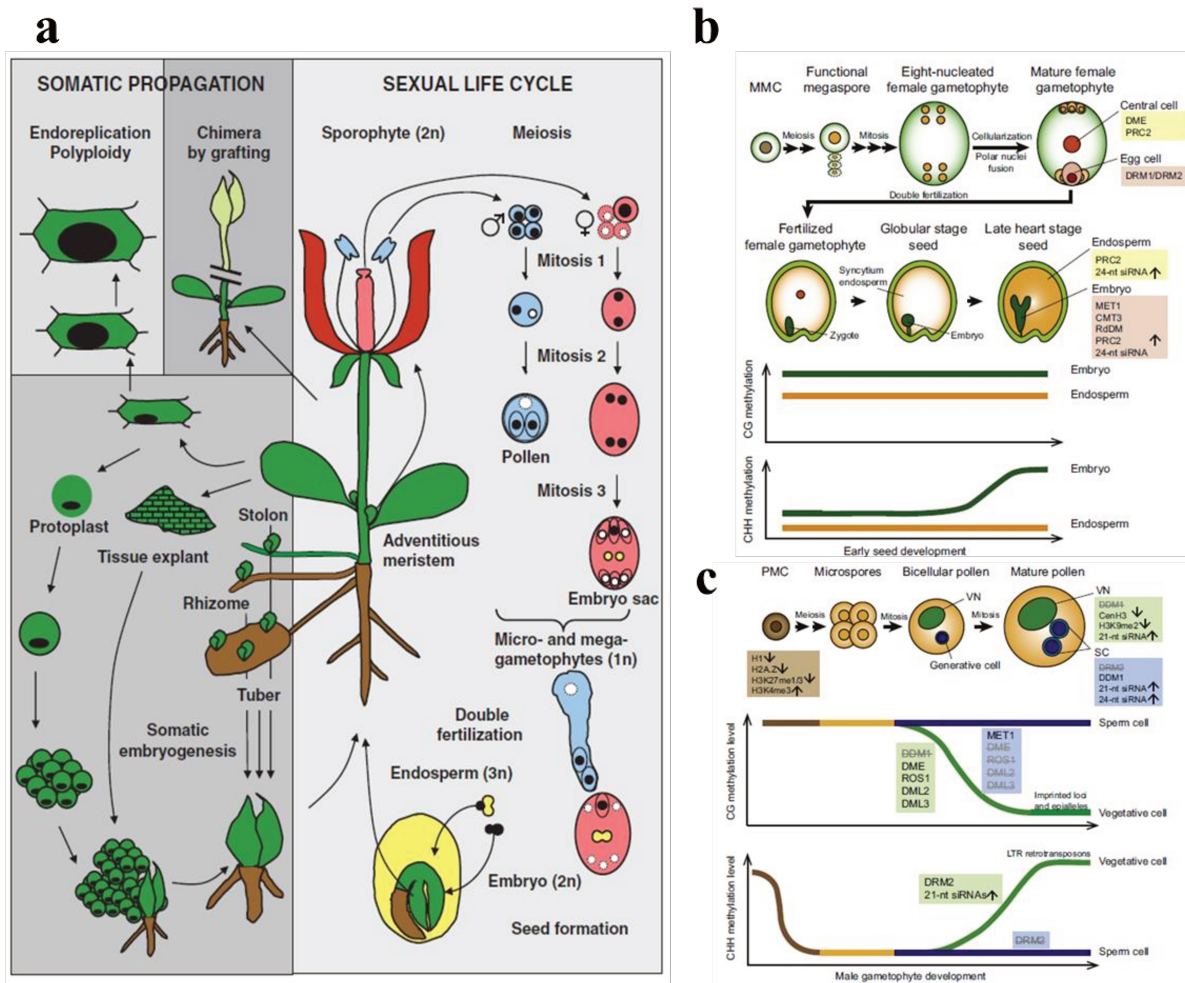 a
SOMATIC PROPAGATION
SEXUAL LIFE CYCLE
Endoreplication
Polyploidy
Chimera
by grafting
Sporophyte (2n)
Meiosis
♂
♀
Mitosis 1
Mitosis 2
Pollen
Mitosis 3
Protoplast
Stolon
Tissue explant
Adventitious
meristem
Rhizome
Embryo sac
Micro- and mega-
gametophytes (1n)
Tuber
Somatic
embryogenesis
Double
fertilization
Endosperm (3n)
Embryo (2n)
Seed formation
b
MMC
Functional
megaspore
Eight-nucleated
female gametophyte
Mature female
gametophyte
Meiosis
Mitosis
Cellularization
Polar nuclei
fusion
Central cell
DME
PRC2
Egg cell
DRM1/DRM2
Double fertilization
Fertilized
female gametophyte
Globular stage
seed
Late heart stage
seed
Syncytium
endosperm
Zygote
Embryo
Endosperm
PRC2
24-nt siRNA ↑
Embryo
MET1
CMT3
RdDM
PRC2 ↑
24-nt siRNA
CG methylation
Embryo
Endosperm
CHH methylation
Embryo
Endosperm
Early seed development
c
PMC
Microspores
Bicellular pollen
Mature pollen
Meiosis
Mitosis
Mitosis
VN
Generative cell
VN
DDM1
CenH3 ↓
H3K9me2 ↓
21-nt siRNA ↑
SC
DRM2
DDM1
21-nt siRNA ↑
24-nt siRNA ↑
H1 ↓
H2A.Z ↓
H3K27me1/3 ↓
H3K4me3 ↑
CG methylation level
Sperm cell
DDM1
DME
ROS1
DML2
DML3
MET1
DME
ROS1
DML2
DML3
Imprinted loci
and epialleles
Vegetative cell
CHH methylation level
LTR retrotransposons
Vegetative cell
DRM2
21-nt siRNAs ↑
DRM2
Sperm cell
Male gametophyte development